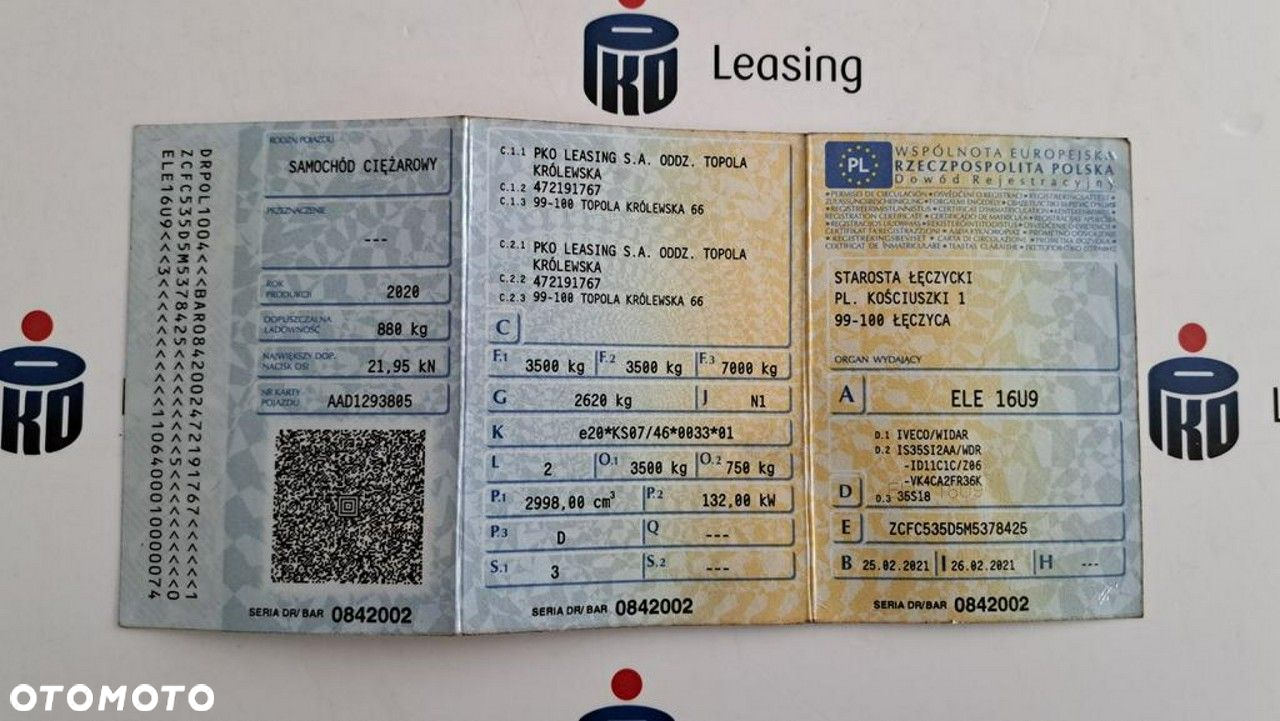 PKO
Leasing
DRPOL1004<<BAR084200247219176​7<<<<<<1
RODZAJ POJAZDU
SAMOCHÓD CIĘŻAROWY
PRZEZNACZENIE
---
ROK PRODUKCJI 2020
DOPUSZCZALNA ŁADOWNOŚĆ 880 kg
NAJWIĘKSZY DOP. NACISK OSI 21,95 kN
NR KARTY POJAZDU AAD1293805
SERIA DR/BAR 0842002
C.1.1 PKO LEASING S.A. ODDZ. TOPOLA
KRÓLEWSKA
C.1.2 472191767
C.1.3 99-100 TOPOLA KRÓLEWSKA 66
C.2.1 PKO LEASING S.A. ODDZ. TOPOLA
KRÓLEWSKA
C.2.2 472191767
C.2.3 99-100 TOPOLA KRÓLEWSKA 66
C
F.1 3500 kg F.2 3500 kg F.3 7000 kg
G 2620 kg J N1
K e20*KS07/46*0033*01
L 2 O.1 3500 kg O.2 750 kg
P.1 2998,00 cm³ P.2 132,00 kW
P.3 D Q ---
S.1 3 S.2 ---
SERIA DR/BAR 0842002
PL
WSPÓLNOTA EUROPEJSKA
RZECZPOSPOLITA POLSKA
Dowód Rejestracyjny
STAROSTA ŁĘCZYCKI
PL. KOŚCIUSZKI 1
99-100 ŁĘCZYCA
ORGAN WYDAJĄCY
A ELE 16U9
D.1 IVECO/WIDAR
D.2 IS35SI2AA/WDR
-ID11C1C/Z06
-VK4CA2FR36K
D D.3 35S18
E ZCFC535D5M5378425
B 25.02.2021 I 26.02.2021 H ---
SERIA DR/BAR 0842002
PKO
PKO
L
OTOMOTO